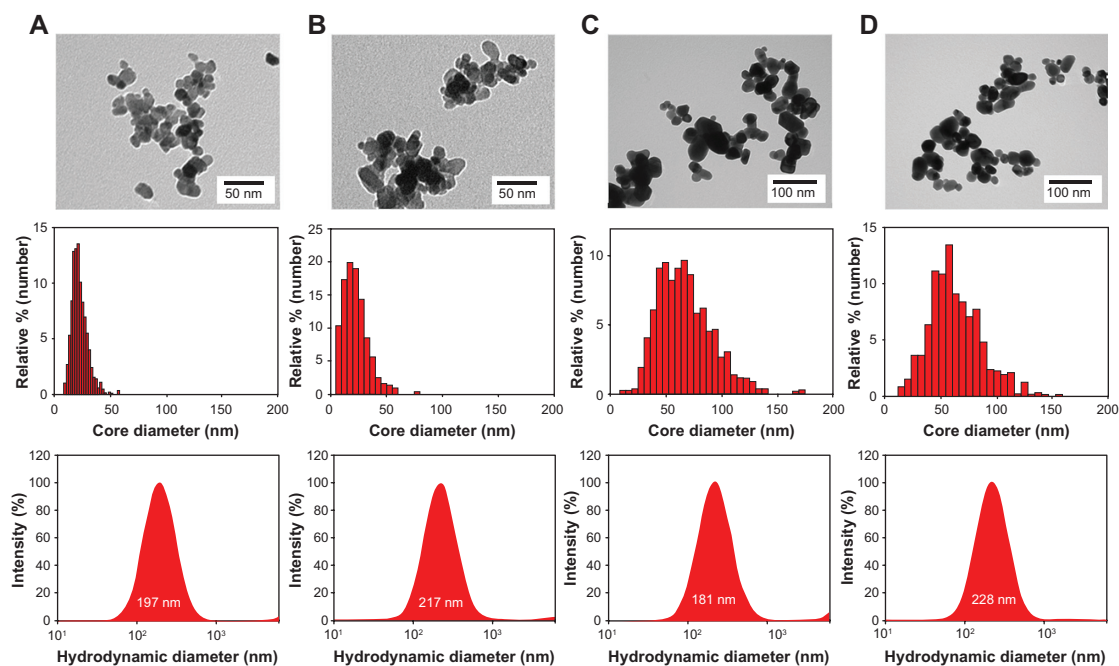 A
B
C
D
50 nm
50 nm
100 nm
100 nm
Relative % (number)
15
10
5
0
0 50 100 150 200
Core diameter (nm)
Relative % (number)
25
20
15
10
5
0
0 50 100 150 200
Core diameter (nm)
Relative % (number)
10
5
0
0 50 100 150 200
Core diameter (nm)
Relative % (number)
15
10
5
0
0 50 100 150 200
Core diameter (nm)
Intensity (%)
120
100
80
60
40
20
0
197 nm
10¹ 10² 10³
Hydrodynamic diameter (nm)
Intensity (%)
120
100
80
60
40
20
0
217 nm
10¹ 10² 10³
Hydrodynamic diameter (nm)
Intensity (%)
120
100
80
60
40
20
0
181 nm
10¹ 10² 10³
Hydrodynamic diameter (nm)
Intensity (%)
120
100
80
60
40
20
0
228 nm
10¹ 10² 10³
Hydrodynamic diameter (nm)